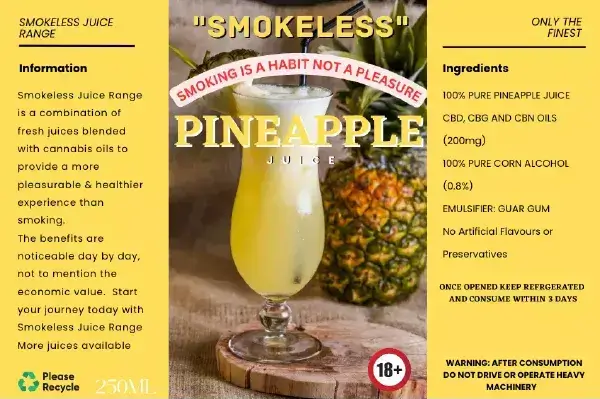 SMOKELESS JUICE
RANGE
Information
Smokeless Juice Range
is a combination of
fresh juices blended
with cannabis oils to
provide a more
pleasurable & healthier
experience than
smoking.
The benefits are
noticeable day by day,
not to mention the
economic value. Start
your journey today with
Smokeless Juice Range
More juices available
Please
Recycle
250ML
"SMOKELESS"
SMOKING IS A HABIT NOT A PLEASURE
PINEAPPLE
JUICE
18+
ONLY THE
FINEST
Ingredients
100% PURE PINEAPPLE JUICE
CBD, CBG AND CBN OILS
(200mg)
100% PURE CORN ALCOHOL
(0.8%)
EMULSIFIER: GUAR GUM
No Artificial Flavours or
Preservatives
ONCE OPENED KEEP REFRGERATED
AND CONSUME WITHIN 3 DAYS
WARNING: AFTER CONSUMPTION
DO NOT DRIVE OR OPERATE HEAVY
MACHINERY